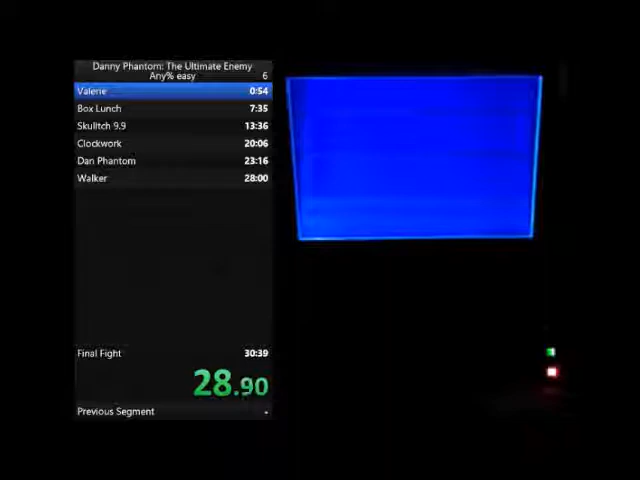 Danny Phantom: The Ultimate Enemy
Any% easy 6
Valerie 0:54
Box Lunch 7:35
Skulltch 9.9 13:36
Clockwork 20:06
Dan Phantom 23:16
Walker 28:00
Final Fight 30:39
28.90
Previous Segment -